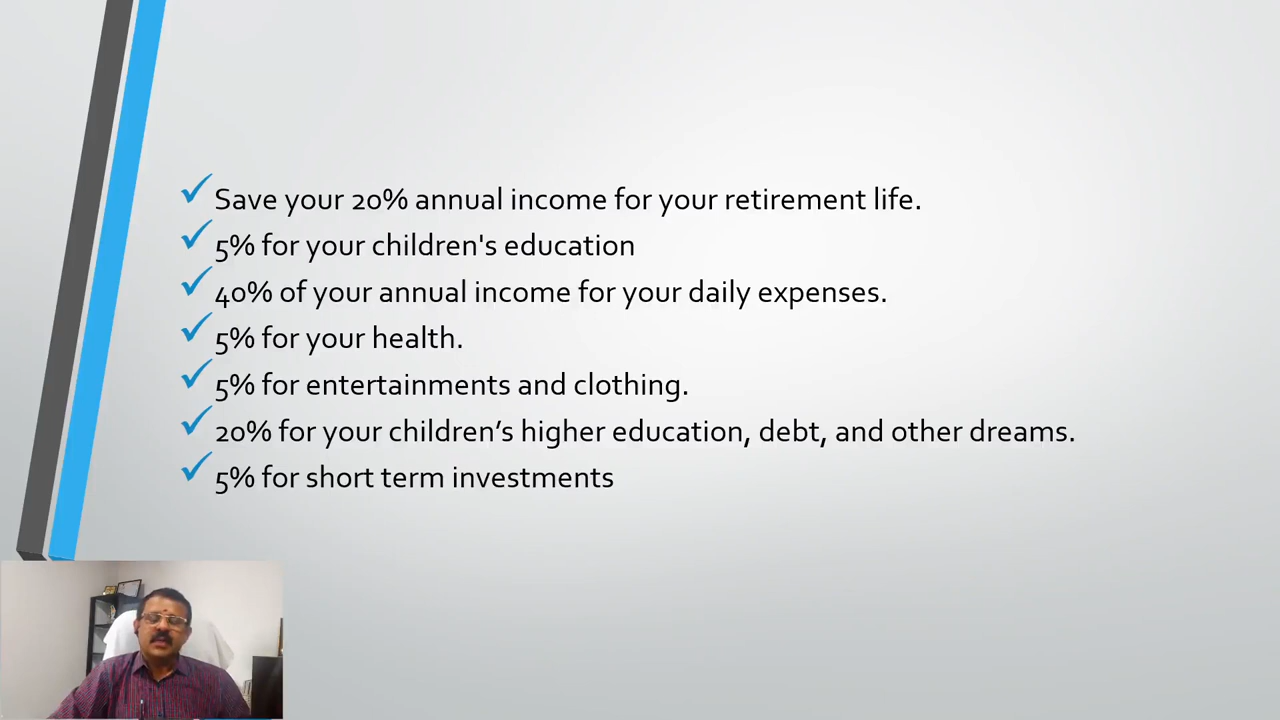 Save your 20% annual income for your retirement life.
5% for your children's education
40% of your annual income for your daily expenses.
5% for your health.
5% for entertainments and clothing.
20% for your children’s higher education, debt, and other dreams.
5% for short term investments